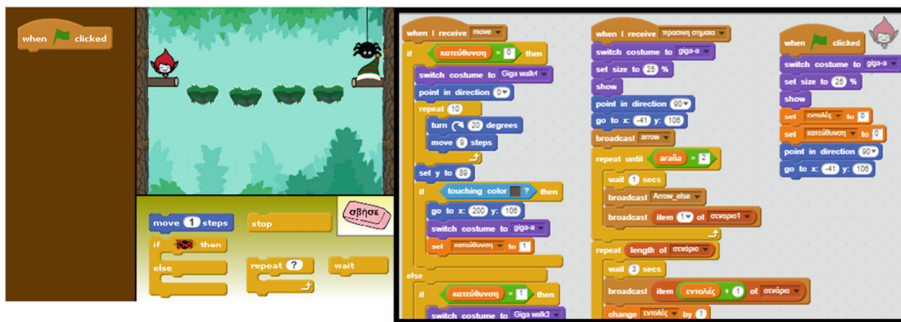 when clicked
move 1 steps
stop
σβήσε
if then
else
repeat ?
wait
when I receive move
if κατεύθυνση = 0 then
switch costume to Giga walk4
point in direction 0
repeat 10
turn 20 degrees
move 9 steps
set y to 89
if touching color ? then
go to x: 200 y: 106
switch costume to giga-a
set κατεύθυνση to 1
else
if κατεύθυνση = 1 then
switch costume to Giga walk3
when I receive πρασινη σημαια
switch costume to giga-a
set size to 25 %
show
point in direction 90
go to x: -41 y: 106
broadcast arrow
repeat until araña = 2
wait 1 secs
broadcast Arrow_else
broadcast item 1 of σεναριο1
repeat length of σενάριο
wait 3 secs
broadcast item εντολές + 1 of σενάριο
change εντολές by 1
when clicked
switch costume to giga-a
set size to 25 %
show
set εντολές to 0
set κατεύθυνση to 0
point in direction 90
go to x: -41 y: 106